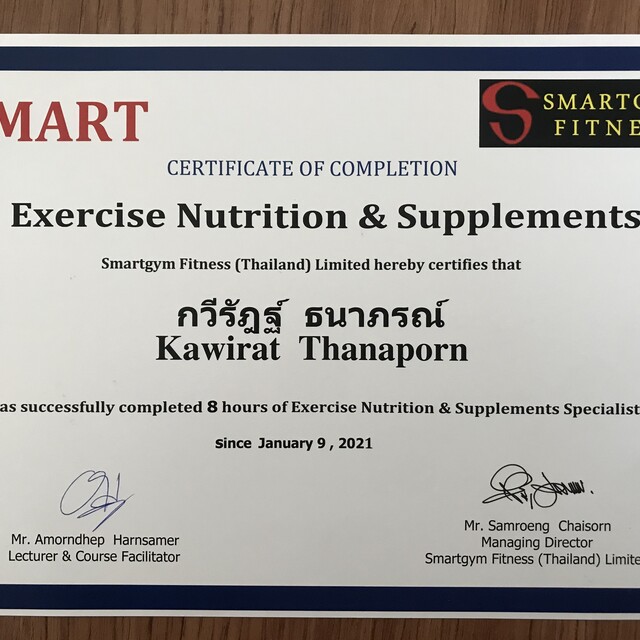 MART
SMARTG
FITNE
CERTIFICATE OF COMPLETION
Exercise Nutrition & Supplements
Smartgym Fitness (Thailand) Limited hereby certifies that
กวีรัฏฐ์ ธนาภรณ์
Kawirat Thanaporn
as successfully completed 8 hours of Exercise Nutrition & Supplements Specialist
since January 9 , 2021
Mr. Amorndhep Harnsamer
Lecturer & Course Facilitator
Mr. Samroeng Chaisorn
Managing Director
Smartgym Fitness (Thailand) Limite